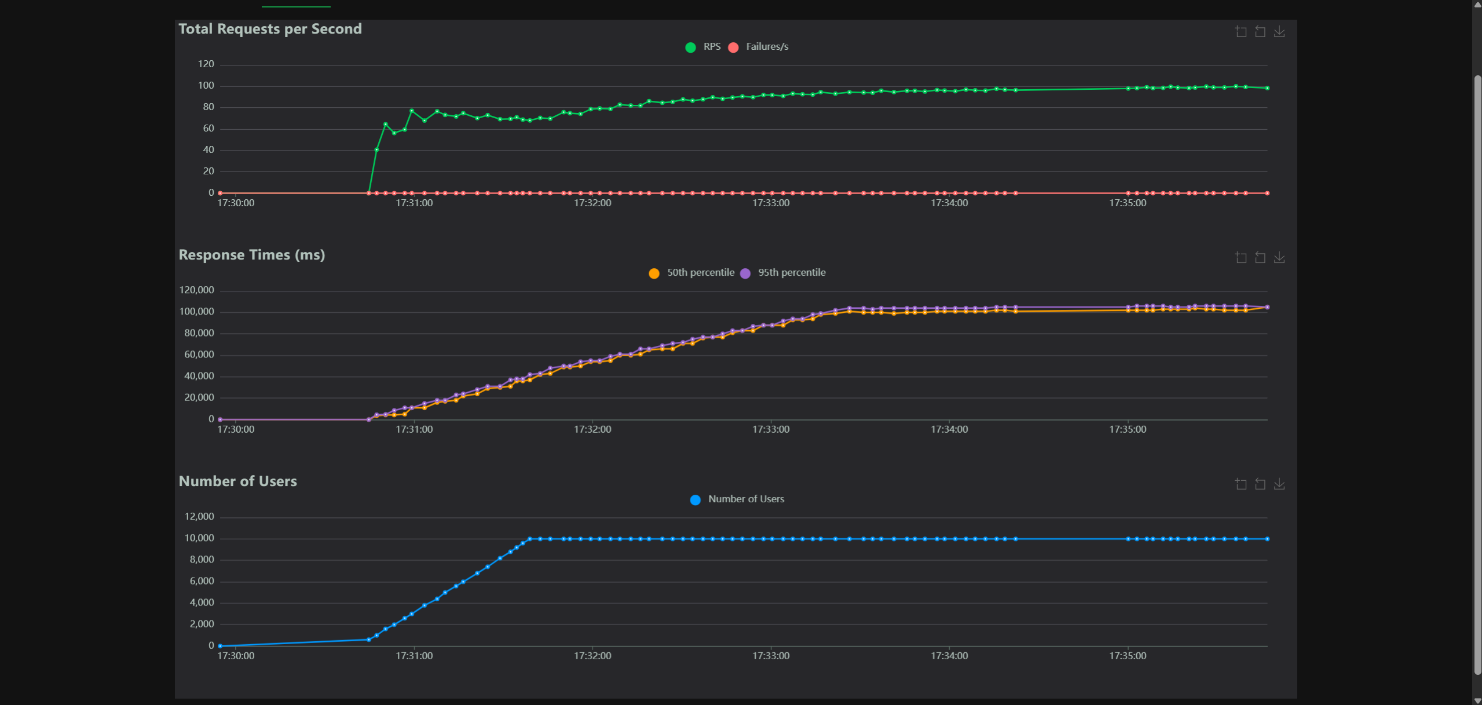 Total Requests per Second
RPS Failures/s
120
100
80
60
40
20
0
17:30:00 17:31:00 17:32:00 17:33:00 17:34:00 17:35:00
Response Times (ms)
50th percentile 95th percentile
120,000
100,000
80,000
60,000
40,000
20,000
0
17:30:00 17:31:00 17:32:00 17:33:00 17:34:00 17:35:00
Number of Users
Number of Users
12,000
10,000
8,000
6,000
4,000
2,000
0
17:30:00 17:31:00 17:32:00 17:33:00 17:34:00 17:35:00